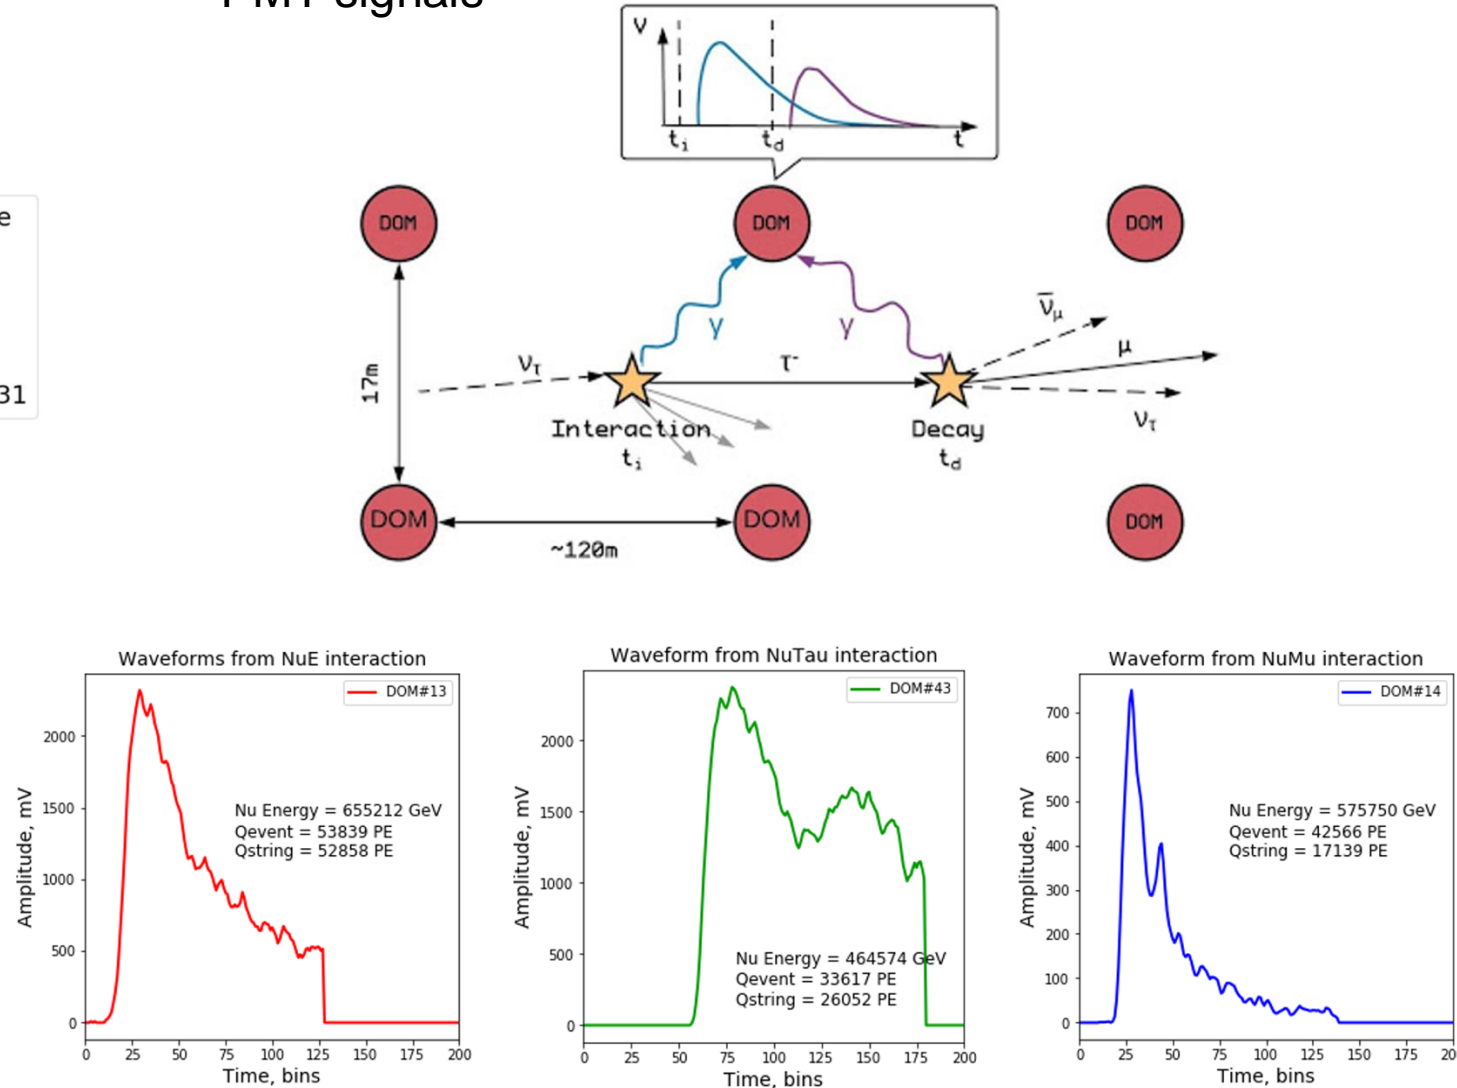 PMT signals
V
t_i t_d t
DOM DOM DOM
e
31
17m
ν_τ
γ γ
τ⁻
ν̄_μ
μ
ν_τ
Interaction
t_i
Decay
t_d
DOM DOM DOM
~120m
Waveforms from NuE interaction
DOM#13
Amplitude, mV
2000
1500
1000
500
0
Nu Energy = 655212 GeV
Qevent = 53839 PE
Qstring = 52858 PE
0 25 50 75 100 125 150 175 200
Time, bins
Waveform from NuTau interaction
DOM#43
Amplitude, mV
2000
1500
1000
500
0
Nu Energy = 464574 GeV
Qevent = 33617 PE
Qstring = 26052 PE
0 25 50 75 100 125 150 175 200
Time, bins
Waveform from NuMu interaction
DOM#14
Amplitude, mV
700
600
500
400
300
200
100
0
Nu Energy = 575750 GeV
Qevent = 42566 PE
Qstring = 17139 PE
0 25 50 75 100 125 150 175 20
Time, bins